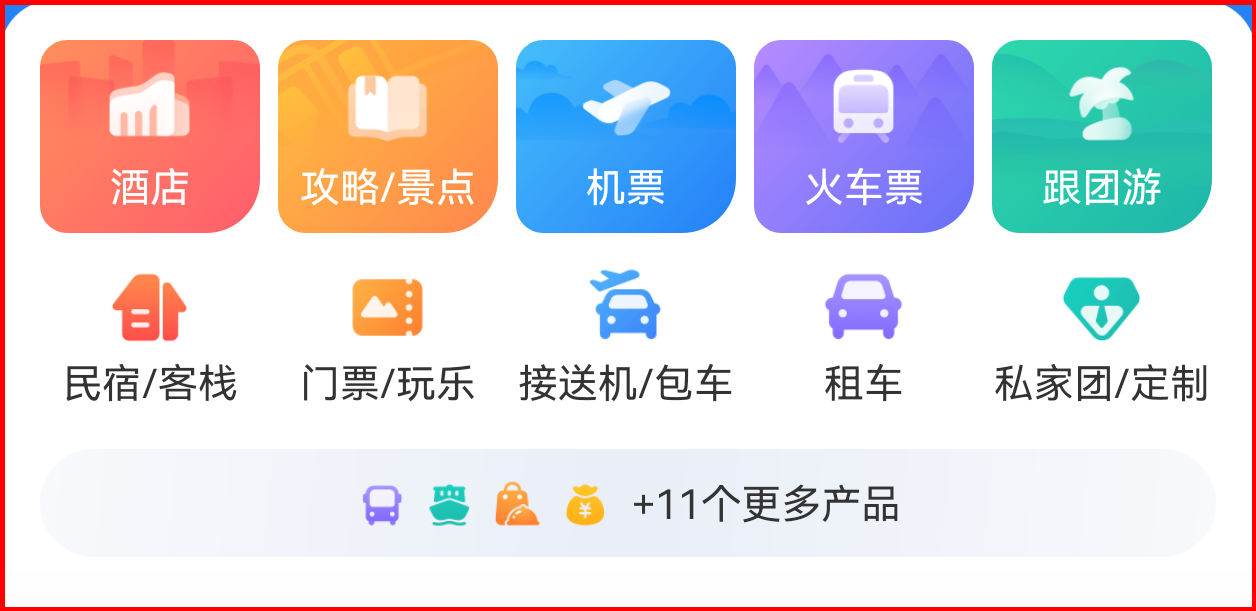 酒店 攻略/景点 机票 火车票 跟团游
民宿/客栈 门票/玩乐 接送机/包车 租车 私家团/定制
¥ +11个更多产品